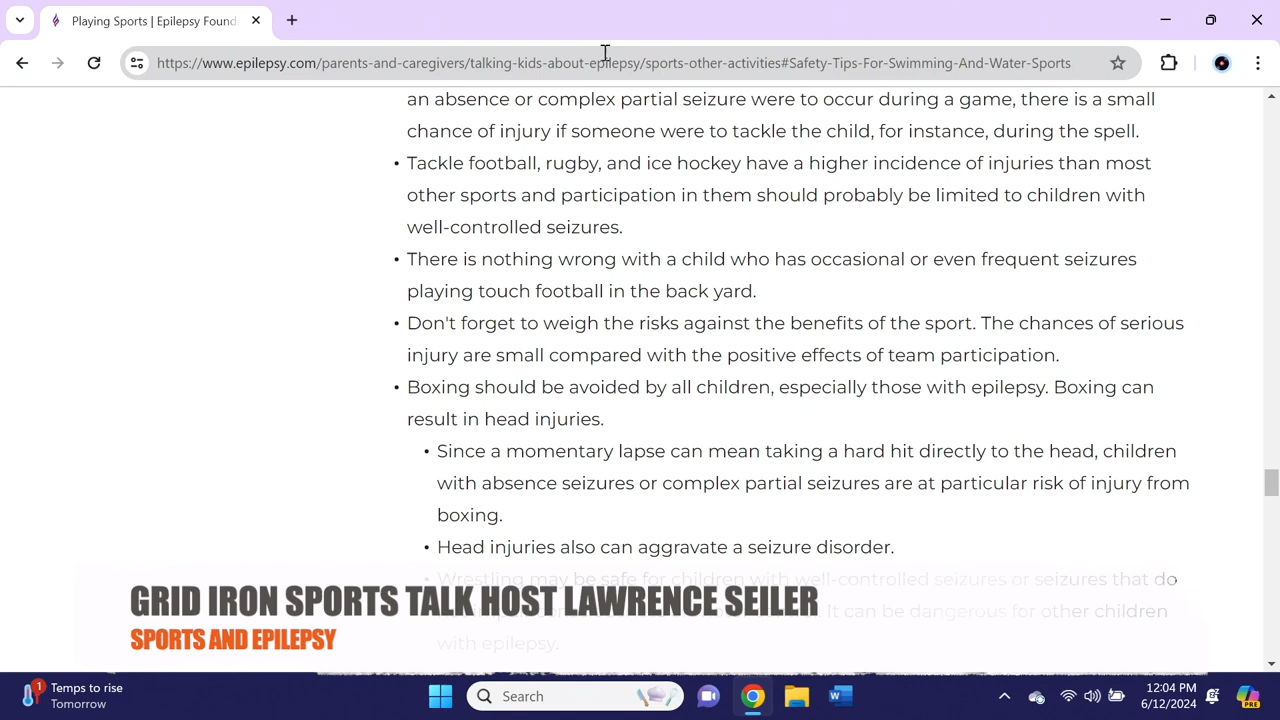 Playing Sports | Epilepsy Found
https://www.epilepsy.com/parents-and-caregivers/talking-kids-about-epilepsy/sports-other-activities#Safety-Tips-For-Swimming-And-Water-Sports
an absence or complex partial seizure were to occur during a game, there is a small
chance of injury if someone were to tackle the child, for instance, during the spell.
• Tackle football, rugby, and ice hockey have a higher incidence of injuries than most
other sports and participation in them should probably be limited to children with
well-controlled seizures.
• There is nothing wrong with a child who has occasional or even frequent seizures
playing touch football in the back yard.
• Don't forget to weigh the risks against the benefits of the sport. The chances of serious
injury are small compared with the positive effects of team participation.
• Boxing should be avoided by all children, especially those with epilepsy. Boxing can
result in head injuries.
• Since a momentary lapse can mean taking a hard hit directly to the head, children
with absence seizures or complex partial seizures are at particular risk of injury from
boxing.
• Head injuries also can aggravate a seizure disorder.
• Wrestling may be safe for children with well-controlled seizures or seizures that do
It can be dangerous for other children
with epilepsy.
GRID IRON SPORTS TALK HOST LAWRENCE SEILER
SPORTS AND EPILEPSY
1
Temps to rise
Tomorrow
Search
W
PRE
12:04 PM
6/12/2024